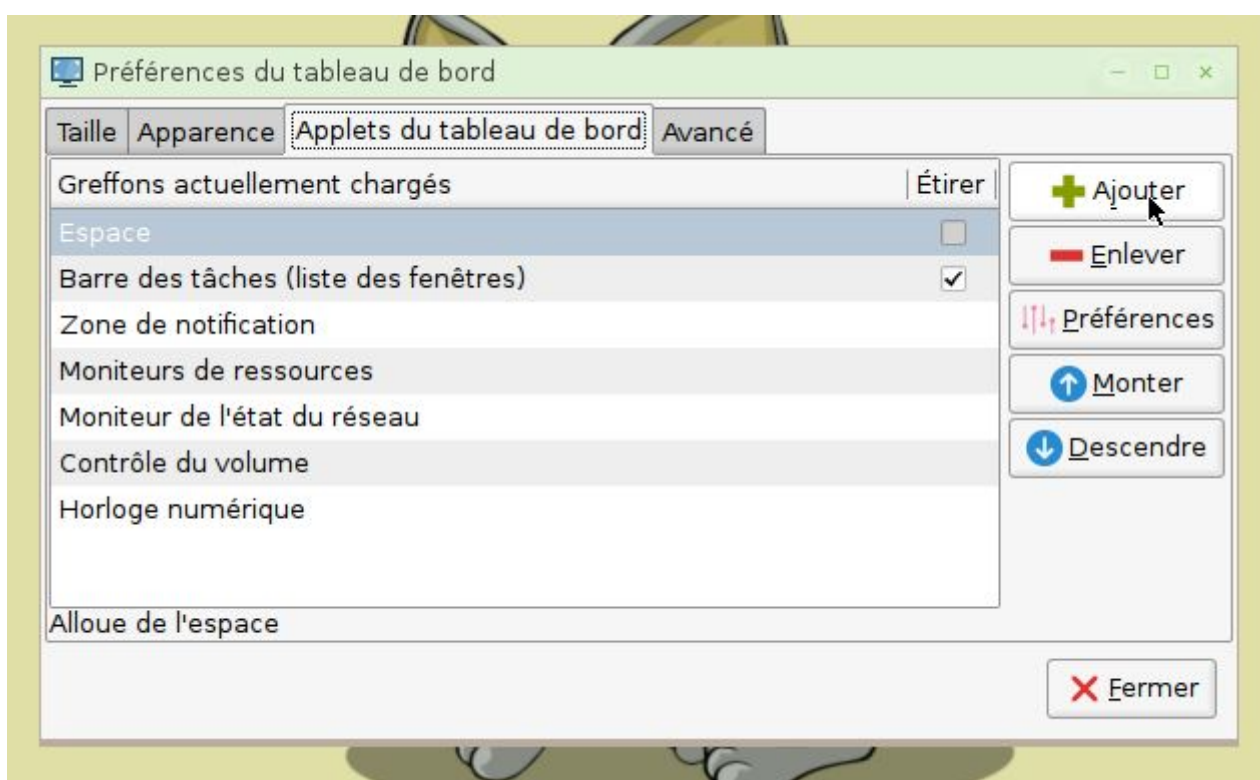 Préférences du tableau de bord
Taille Apparence Applets du tableau de bord Avancé
Greffons actuellement chargés Étirer
Espace
Barre des tâches (liste des fenêtres)
Zone de notification
Moniteurs de ressources
Moniteur de l'état du réseau
Contrôle du volume
Horloge numérique
Alloue de l'espace
Ajouter
Enlever
Préférences
Monter
Descendre
Fermer